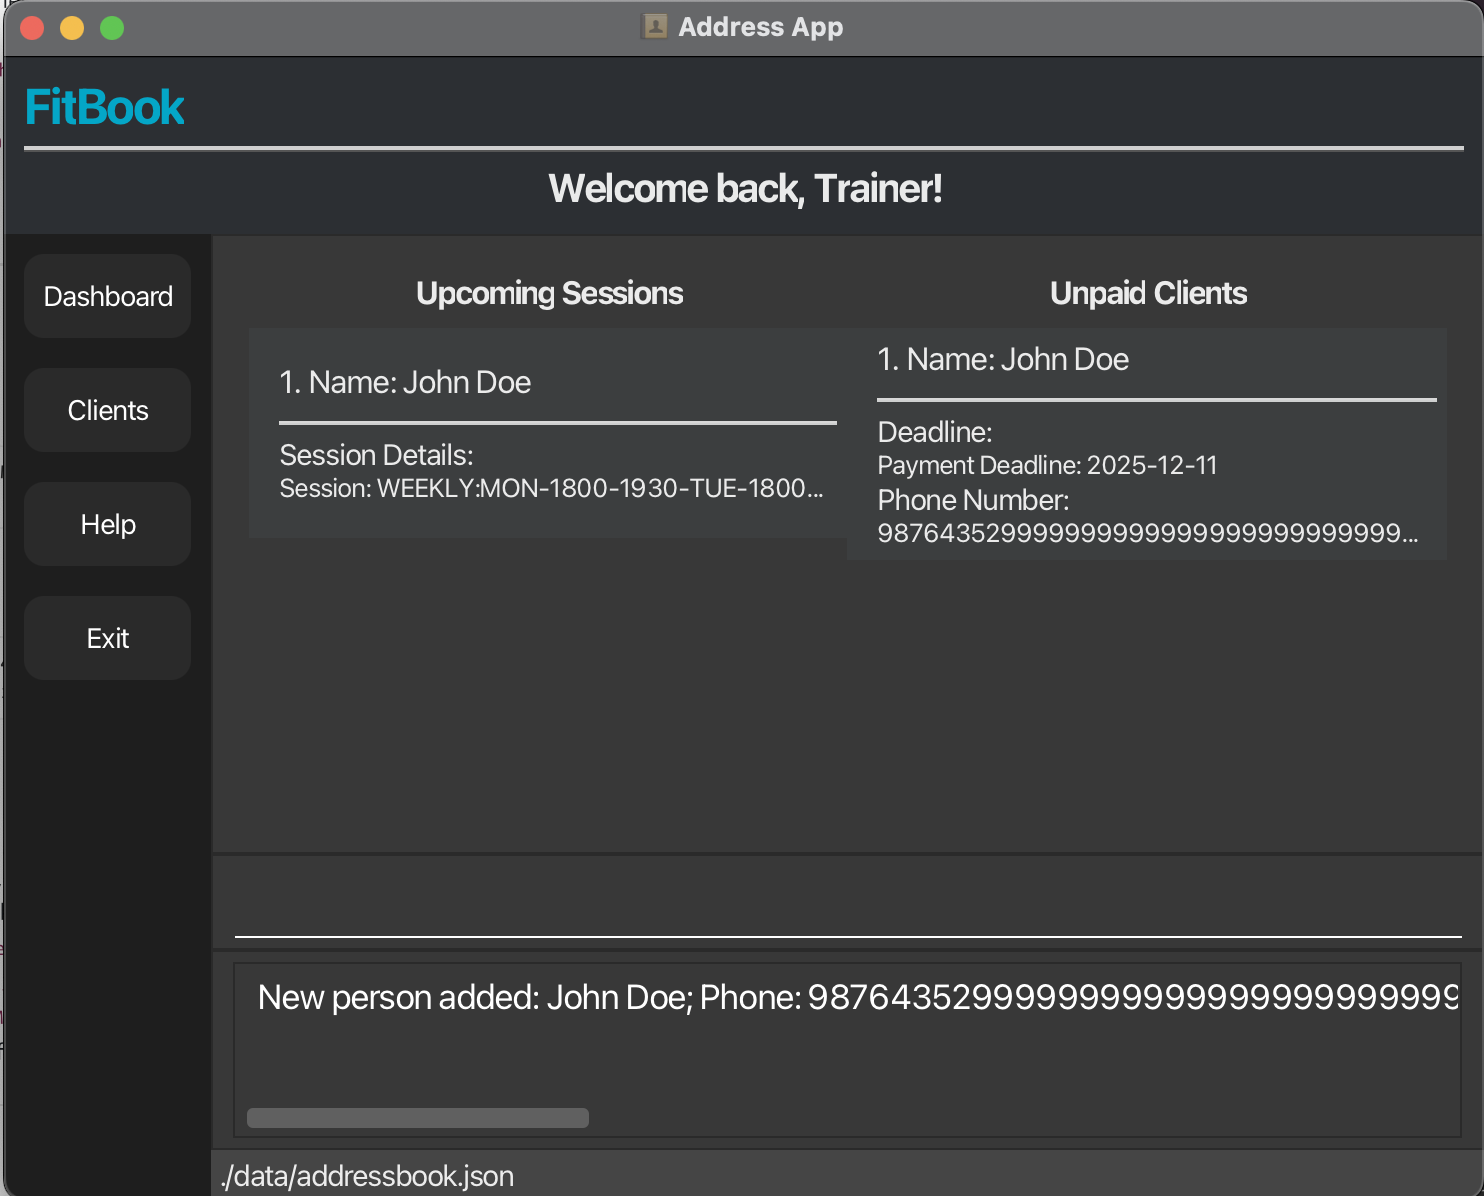 Address App
FitBook
Welcome back, Trainer!
Dashboard
Clients
Help
Exit
Upcoming Sessions
1. Name: John Doe
Session Details:
Session: WEEKLY:MON-1800-1930-TUE-1800...
Unpaid Clients
1. Name: John Doe
Deadline:
Payment Deadline: 2025-12-11
Phone Number:
98764352999999999999999999999999999...
New person added: John Doe; Phone: 98764352999999999999999999999999
./data/addressbook.json